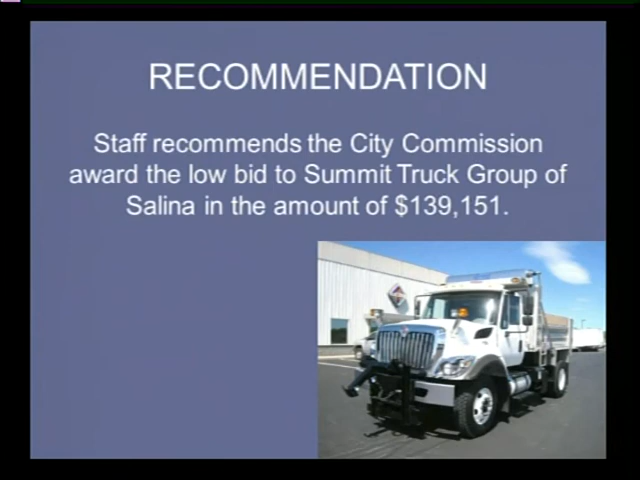 RECOMMENDATION
Staff recommends the City Commission
award the low bid to Summit Truck Group of
Salina in the amount of $139,151.